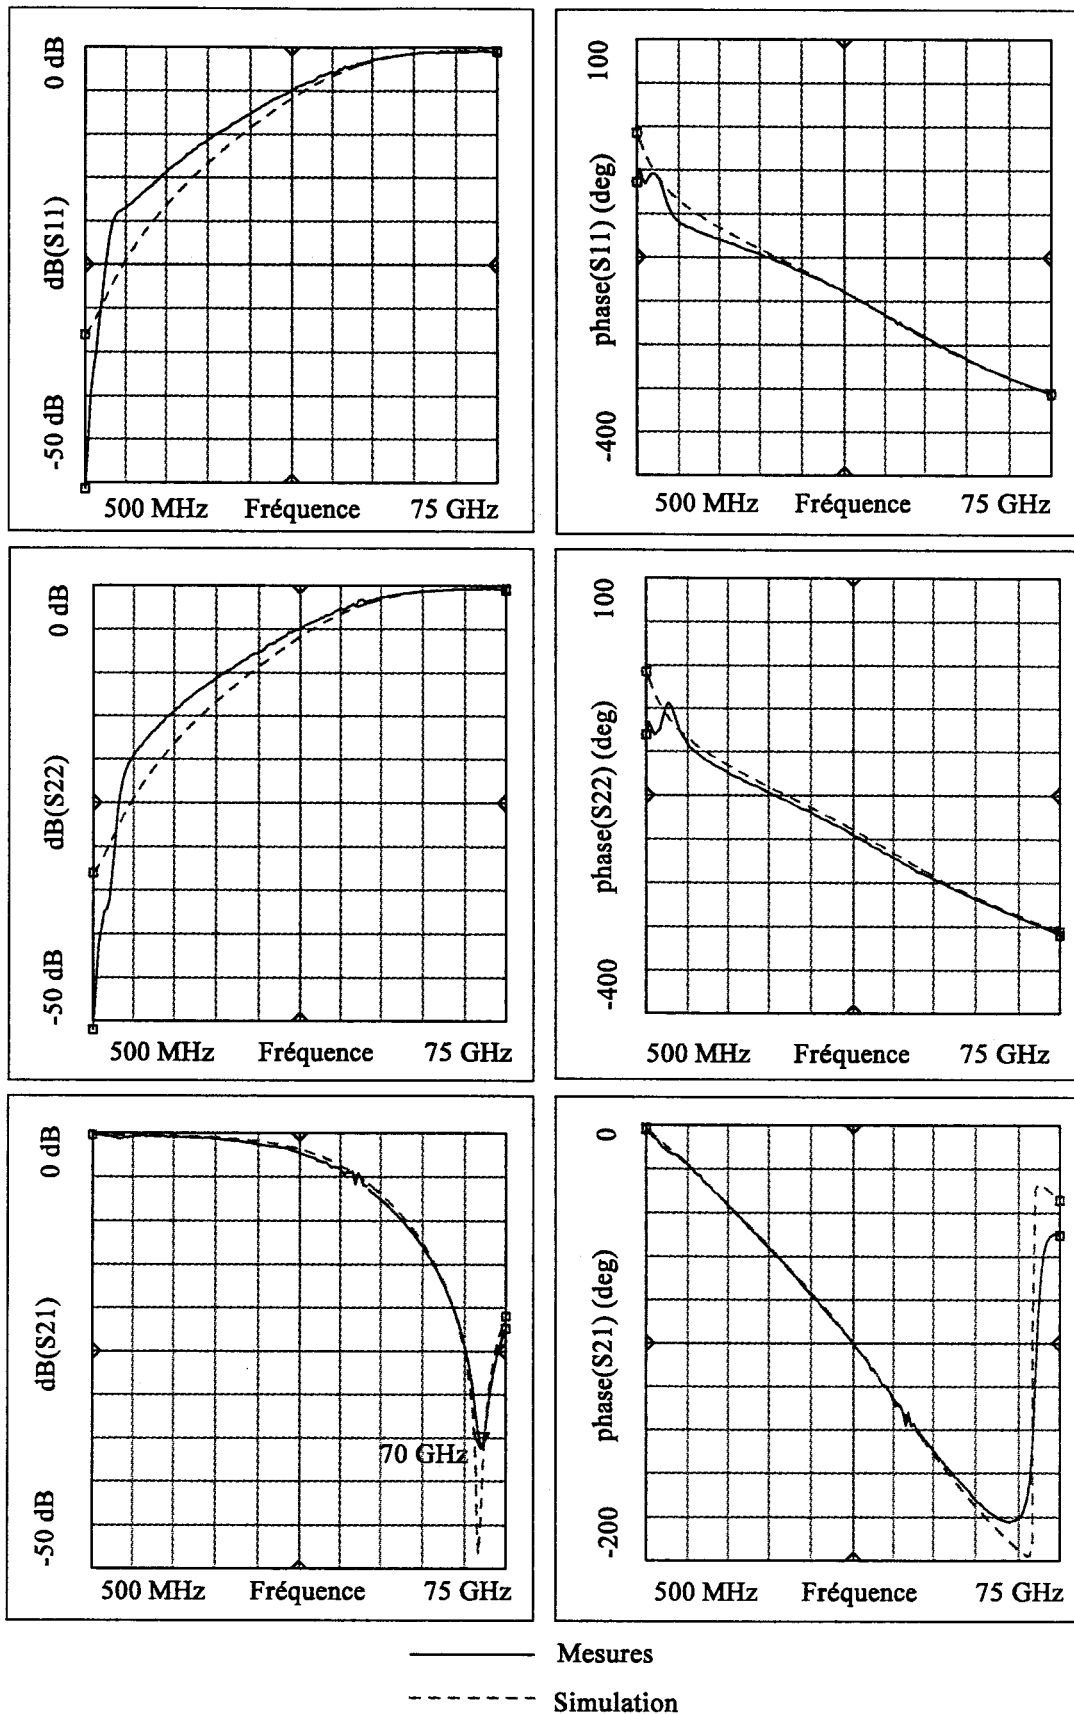 0 dB
dB(S11)
-50 dB
500 MHz Fréquence 75 GHz
100
phase(S11) (deg)
-400
500 MHz Fréquence 75 GHz
0 dB
dB(S22)
-50 dB
500 MHz Fréquence 75 GHz
100
phase(S22) (deg)
-400
500 MHz Fréquence 75 GHz
0 dB
dB(S21)
-50 dB
70 GHz
500 MHz Fréquence 75 GHz
0
phase(S21) (deg)
-200
500 MHz Fréquence 75 GHz
Mesures
Simulation